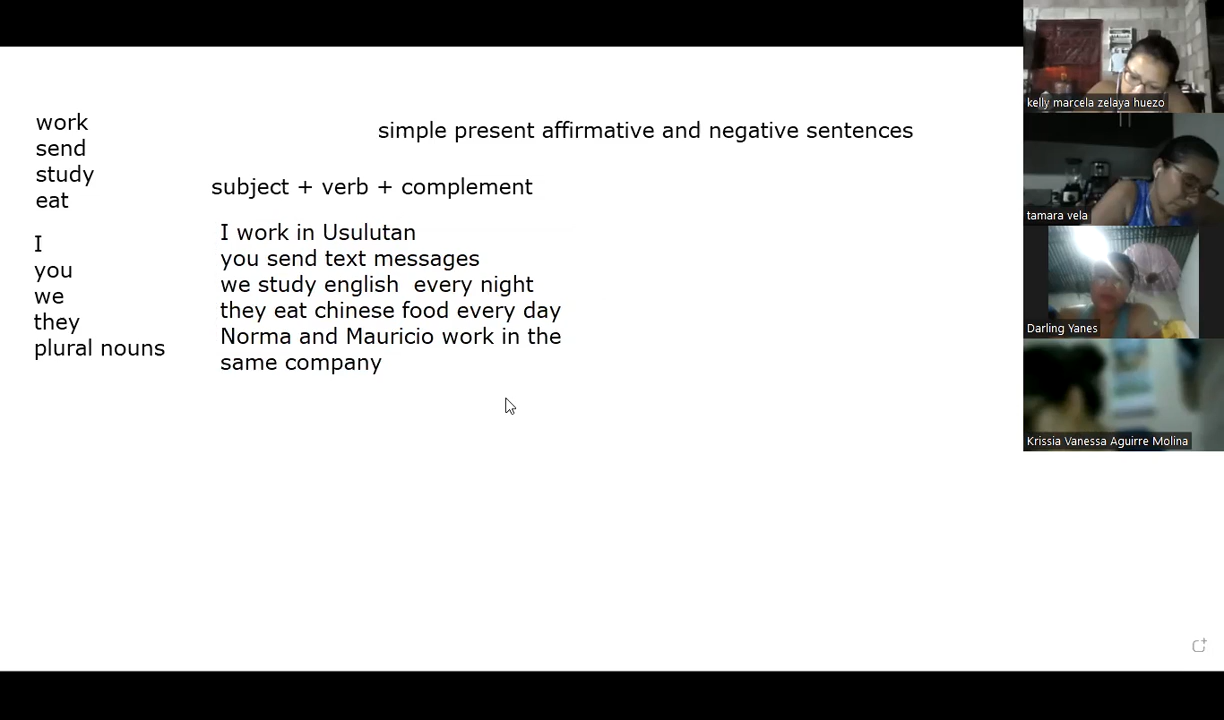 simple present affirmative and negative sentences
work
send
study
eat
I
you
we
they
plural nouns
subject + verb + complement
I work in Usulutan
you send text messages
we study english  every night
they eat chinese food every day
Norma and Mauricio work in the
same company
kelly marcela zelaya huezo
tamara vela
Darling Yanes
Krissia Vanessa Aguirre Molina